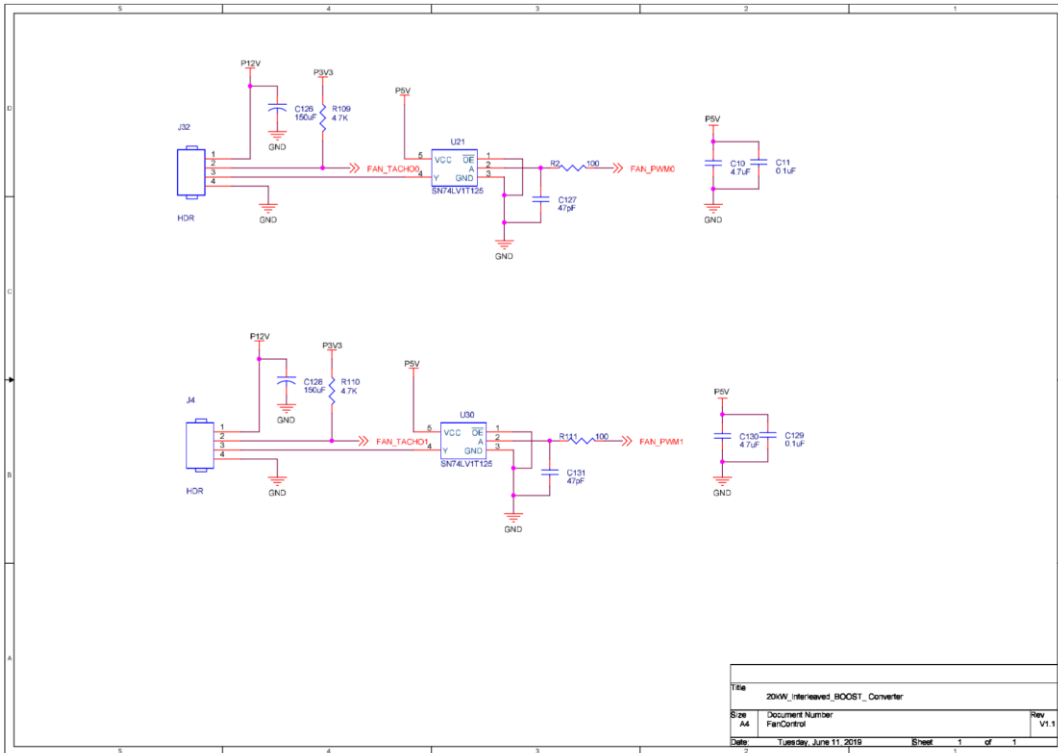 5 4 3 2 1
D
C
B
A
P12V
P3V3
P5V
C126
150uF
R109
4.7K
GND
J32
1
2
3
4
HDR
GND
FAN_TACHO0
U21
5 VCC OE 1
A 2
4 Y GND 3
SN74LV1T125
R2 100
FAN_PWM0
C127
47pF
GND
P5V
C10
4.7uF
C11
0.1uF
GND
P12V
P3V3
P5V
C128
150uF
R110
4.7K
GND
J4
1
2
3
4
HDR
GND
FAN_TACHO1
U30
5 VCC OE 1
A 2
4 Y GND 3
SN74LV1T125
R111 100
FAN_PWM1
C131
47pF
GND
P5V
C130
4.7uF
C129
0.1uF
GND
Title
20kW_Interleaved_BOOST_ Converter
Size Document Number Rev
A4 FanControl V1.1
Date: Tuesday, June 11, 2019 Sheet 1 of 1
5 4 3 2 1